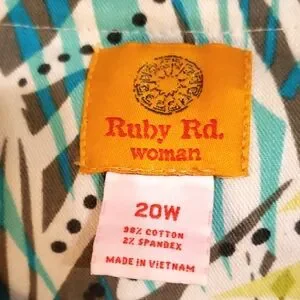 Ruby Rd.
woman
20W
98% COTTON
2% SPANDEX
MADE IN VIETNAM